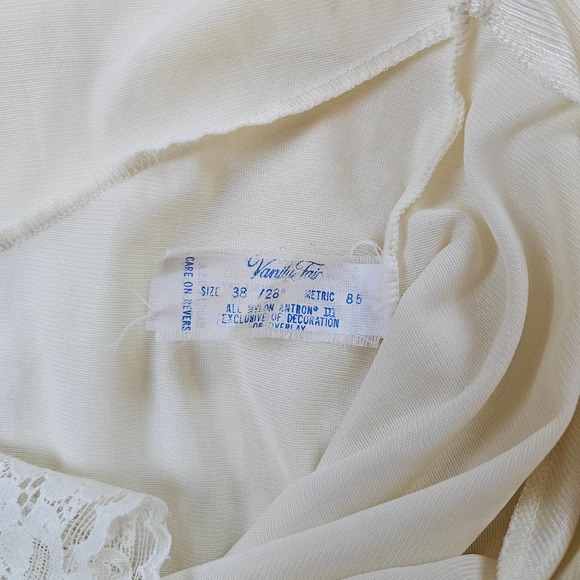 Vanity Fair
SIZE 38 /28" METRIC 85
ALL NYLON ANTRON® III
EXCLUSIVE OF DECORATION
OR OVERLAY
CARE ON REVERS